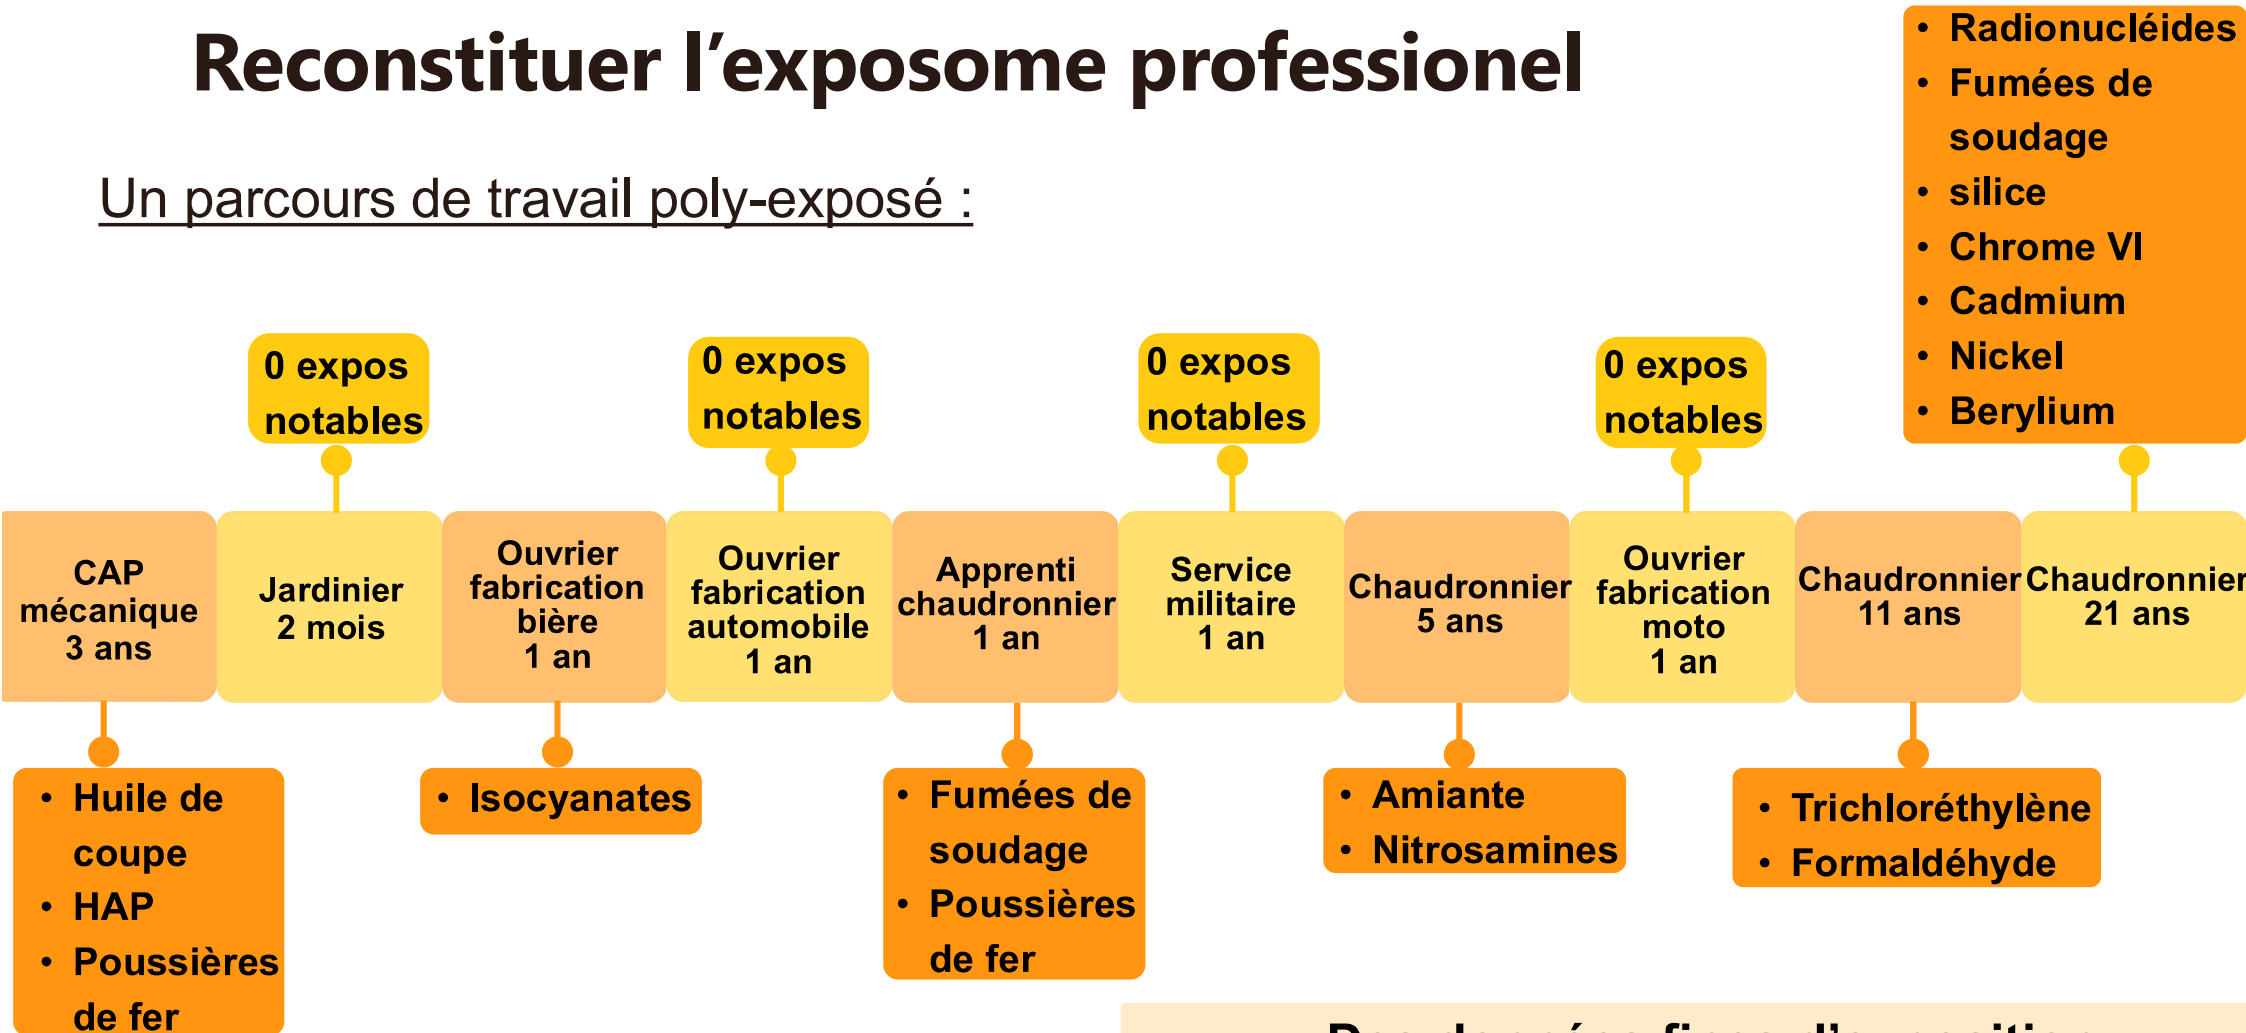 Reconstituer l’exposome professionel
Un parcours de travail poly-exposé :
• Radionucléides
• Fumées de
soudage
• silice
• Chrome VI
• Cadmium
• Nickel
• Berylium
0 expos
notables
0 expos
notables
0 expos
notables
0 expos
notables
CAP
mécanique
3 ans
Jardinier
2 mois
Ouvrier
fabrication
bière
1 an
Ouvrier
fabrication
automobile
1 an
Apprenti
chaudronnier
1 an
Service
militaire
1 an
Chaudronnier
5 ans
Ouvrier
fabrication
moto
1 an
Chaudronnier
11 ans
Chaudronnier
21 ans
• Huile de
coupe
• HAP
• Poussières
de fer
• Isocyanates
• Fumées de
soudage
• Poussières
de fer
• Amiante
• Nitrosamines
• Trichloréthylène
• Formaldéhyde
Des données fines d'exposition